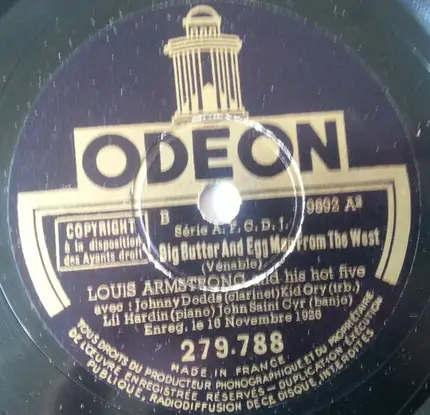 ODEON
COPYRIGHT
à la disposition
des Ayants droit
B
9892 A²
Série A. F. C. D. 1.
Big Butter And Egg Man From The West
(Vénable)
LOUIS ARMSTRONG and his hot five
avec : Johnny Dodds (clarinet) Kid Ory (trb.)
Lil Hardin (piano) John Saint Cyr (banjo)
Enreg. le 16 Novembre 1926
279.788
MADE IN FRANCE
TOUS DROITS DU PRODUCTEUR PHONOGRAPHIQUE ET DU PROPRIÉTAIRE
DE L'ŒUVRE ENREGISTRÉE RÉSERVÉS - DUPLICATION, EXÉCUTION
PUBLIQUE, RADIODIFFUSION DE CE DISQUE, INTERDITES